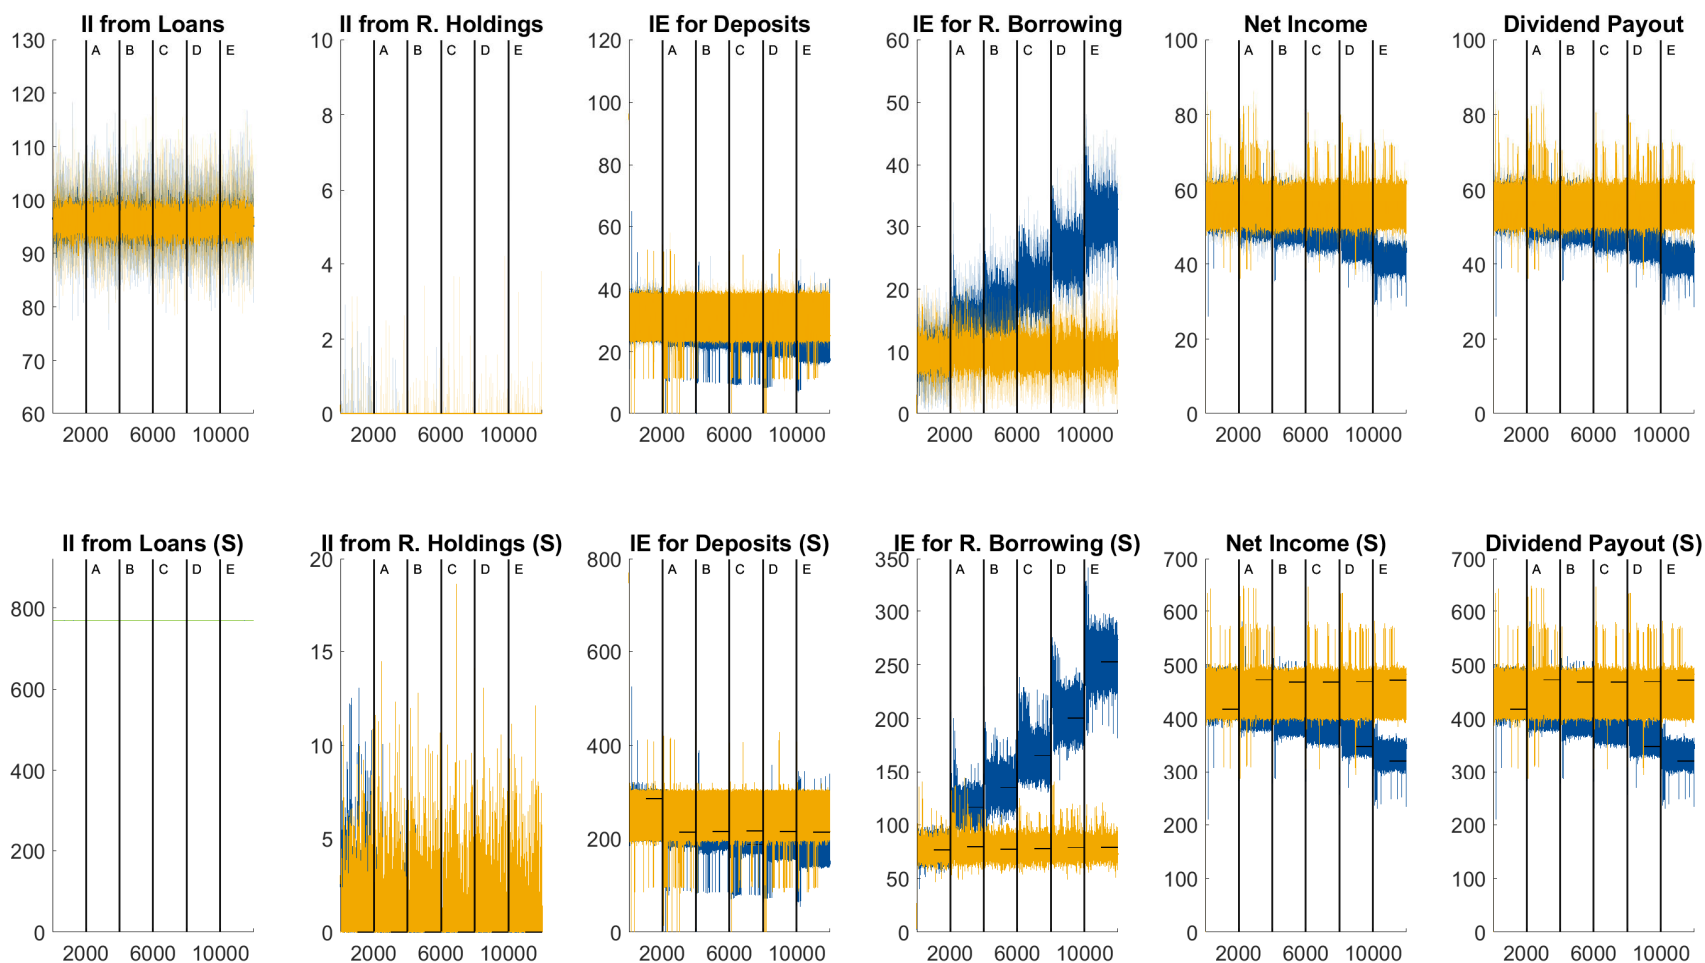 II from Loans
130
120
110
100
90
80
70
60
A B C D E
2000 6000 10000
II from R. Holdings
10
8
6
4
2
0
A B C D E
2000 6000 10000
IE for Deposits
120
100
80
60
40
20
0
A B C D E
2000 6000 10000
IE for R. Borrowing
60
50
40
30
20
10
0
A B C D E
2000 6000 10000
Net Income
100
80
60
40
20
0
A B C D E
2000 6000 10000
Dividend Payout
100
80
60
40
20
0
A B C D E
2000 6000 10000
II from Loans (S)
800
600
400
200
0
A B C D E
2000 6000 10000
II from R. Holdings (S)
20
15
10
5
0
A B C D E
2000 6000 10000
IE for Deposits (S)
800
600
400
200
0
A B C D E
2000 6000 10000
IE for R. Borrowing (S)
350
300
250
200
150
100
50
0
A B C D E
2000 6000 10000
Net Income (S)
700
600
500
400
300
200
100
0
A B C D E
2000 6000 10000
Dividend Payout (S)
700
600
500
400
300
200
100
0
A B C D E
2000 6000 10000